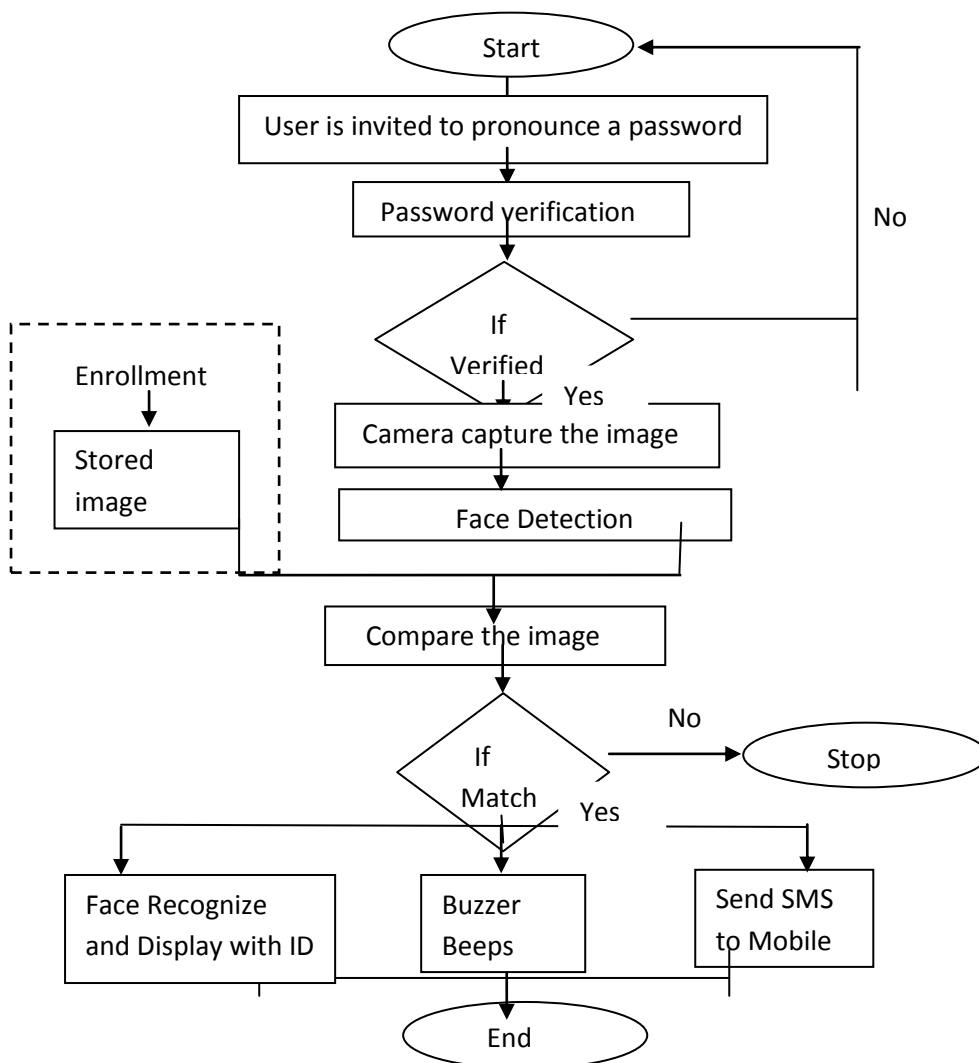 Start
User is invited to pronounce a password
Password verification
No
If
Verified
Yes
Enrollment
Stored
image
Camera capture the image
Face Detection
Compare the image
If
Match
No
Stop
Yes
Face Recognize
and Display with ID
Buzzer
Beeps
Send SMS
to Mobile
End